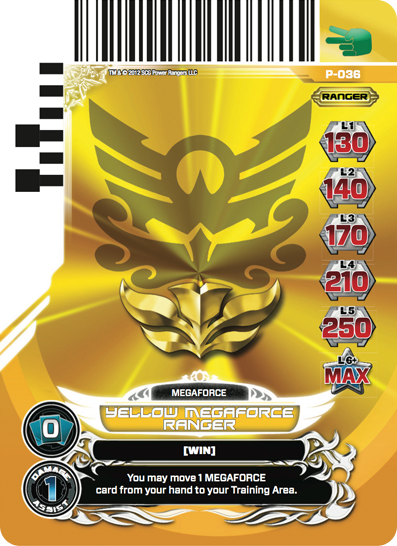 TM & © 2012 SCG Power Rangers LLC
P-036
RANGER
L1
130
L2
140
L3
170
L4
210
L5
250
L6+
MAX
MEGAFORCE
YELLOW MEGAFORCE
RANGER
0
[WIN]
DAMAGE
1
ASSIST
You may move 1 MEGAFORCE
card from your hand to your Training Area.